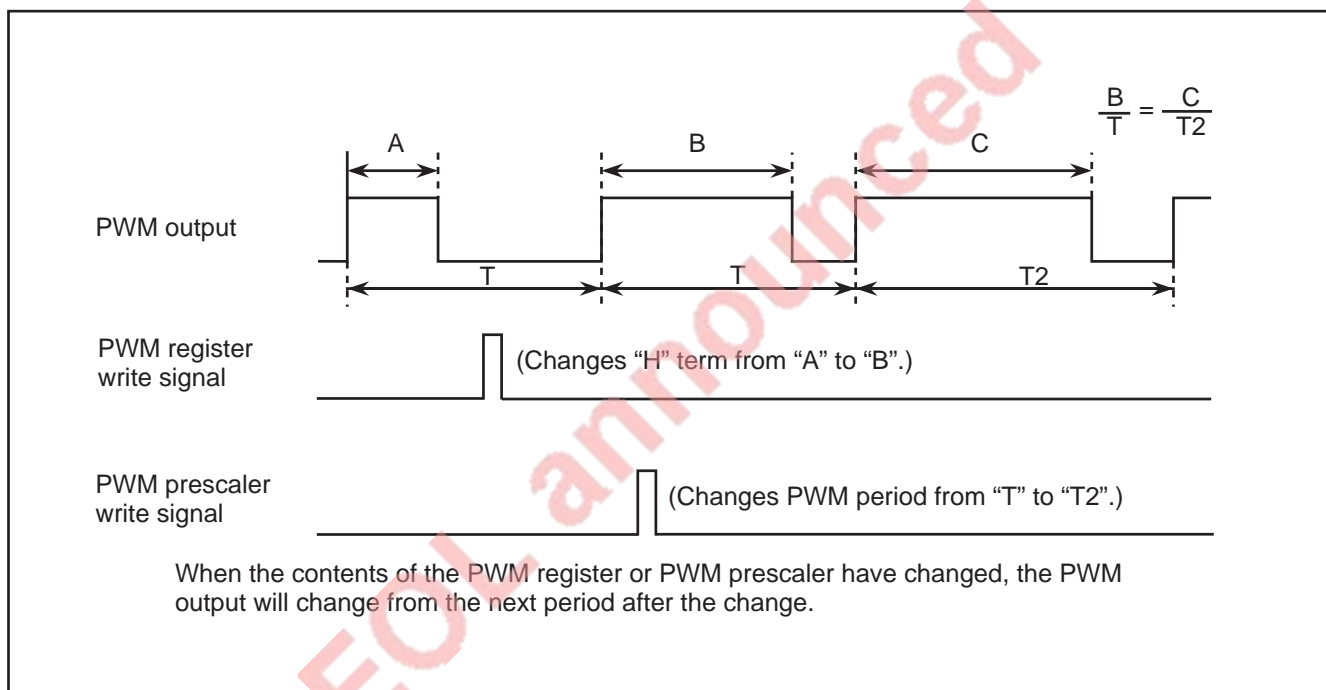 B
T
=
C
T2
A
B
C
PWM output
T
T
T2
PWM register
write signal
(Changes “H” term from “A” to “B”.)
PWM prescaler
write signal
(Changes PWM period from “T” to “T2”.)
When the contents of the PWM register or PWM prescaler have changed, the PWM
output will change from the next period after the change.
EOL announced